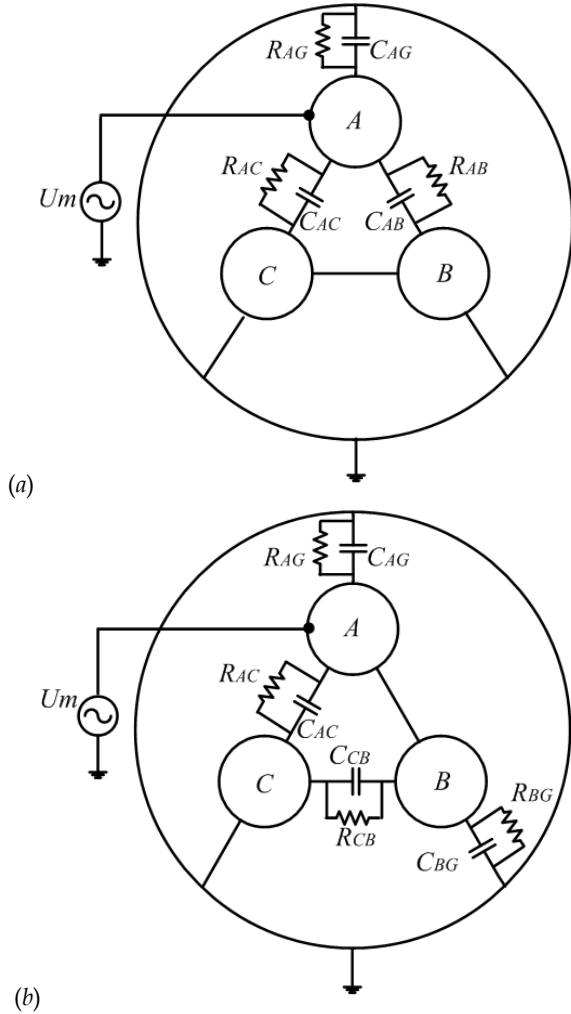 RAG CAG
A
RAC RAB
Um
CAC CAB
C B
(a)
RAG CAG
A
RAC
Um
CAC
CCB
C B RBG
RCB CBG
(b)